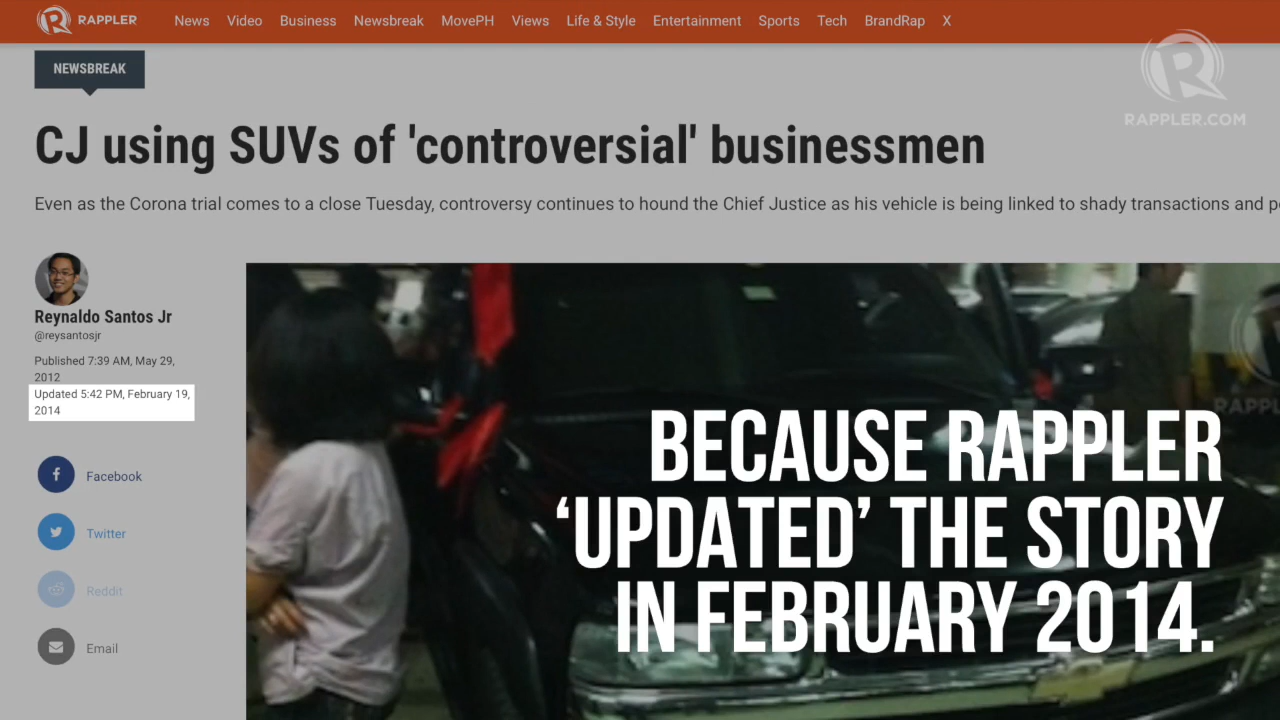 RAPPLER
News Video Business Newsbreak MovePH Views Life & Style Entertainment Sports Tech BrandRap X
RAPPLER.COM
NEWSBREAK
CJ using SUVs of 'controversial' businessmen
Even as the Corona trial comes to a close Tuesday, controversy continues to hound the Chief Justice as his vehicle is being linked to shady transactions and
Reynaldo Santos Jr
@reysantosjr
Published 7:39 AM, May 29,
2012
Updated 5:42 PM, February 19,
2014
Facebook
Twitter
Reddit
Email
BECAUSE RAPPLER
‘UPDATED’ THE STORY
IN FEBRUARY 2014.